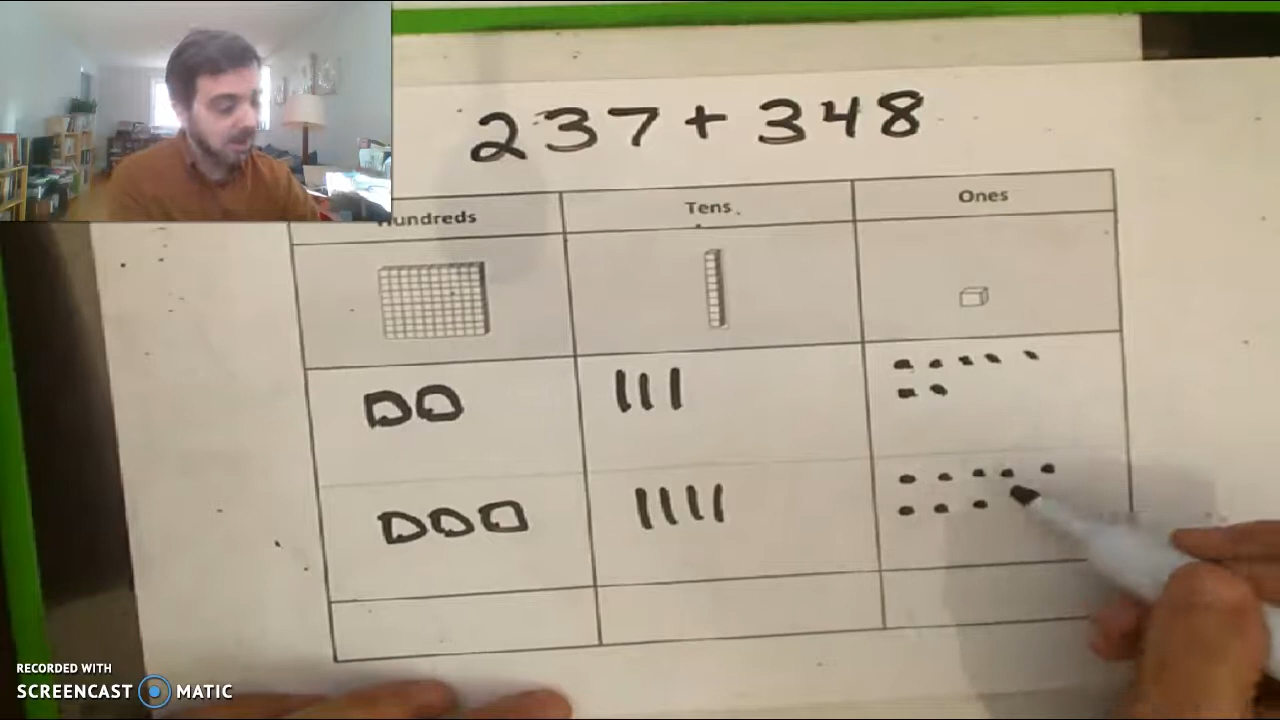 237 + 348
Hundreds Tens Ones
RECORDED WITH
SCREENCAST MATIC